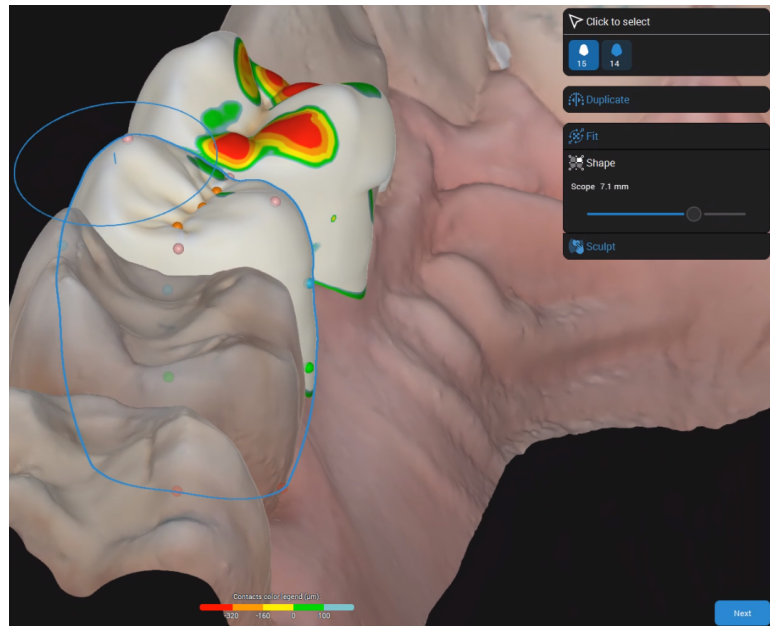 Click to select
15 14
Duplicate
Fit
Shape
Scope 7.1 mm
Sculpt
Contacts color legend (µm)
-320 -160 0 100
Next